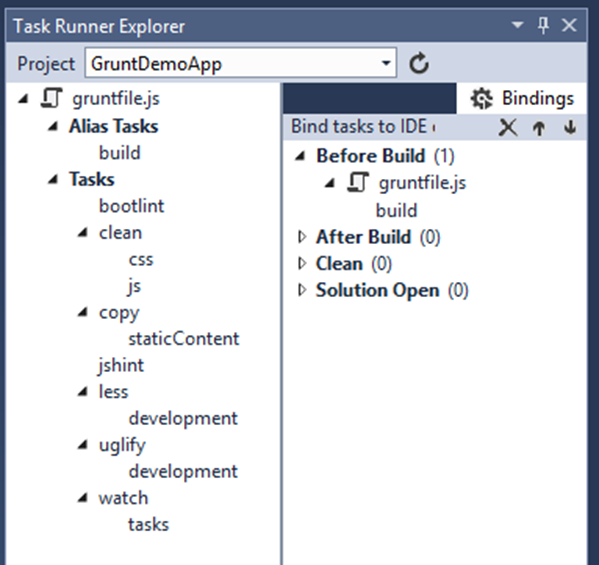 Task Runner Explorer
Project GruntDemoApp
gruntfile.js
Alias Tasks
build
Tasks
bootlint
clean
css
js
copy
staticContent
jshint
less
development
uglify
development
watch
tasks
Bindings
Bind tasks to IDE
Before Build (1)
gruntfile.js
build
After Build (0)
Clean (0)
Solution Open (0)